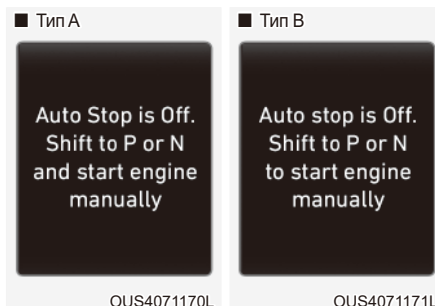 ■ Тип A
Auto Stop is Off.
Shift to P or N
and start engine
manually
OUS4071170L
■ Тип B
Auto stop is Off.
Shift to P or N
to start engine
manually
OUS4071171L